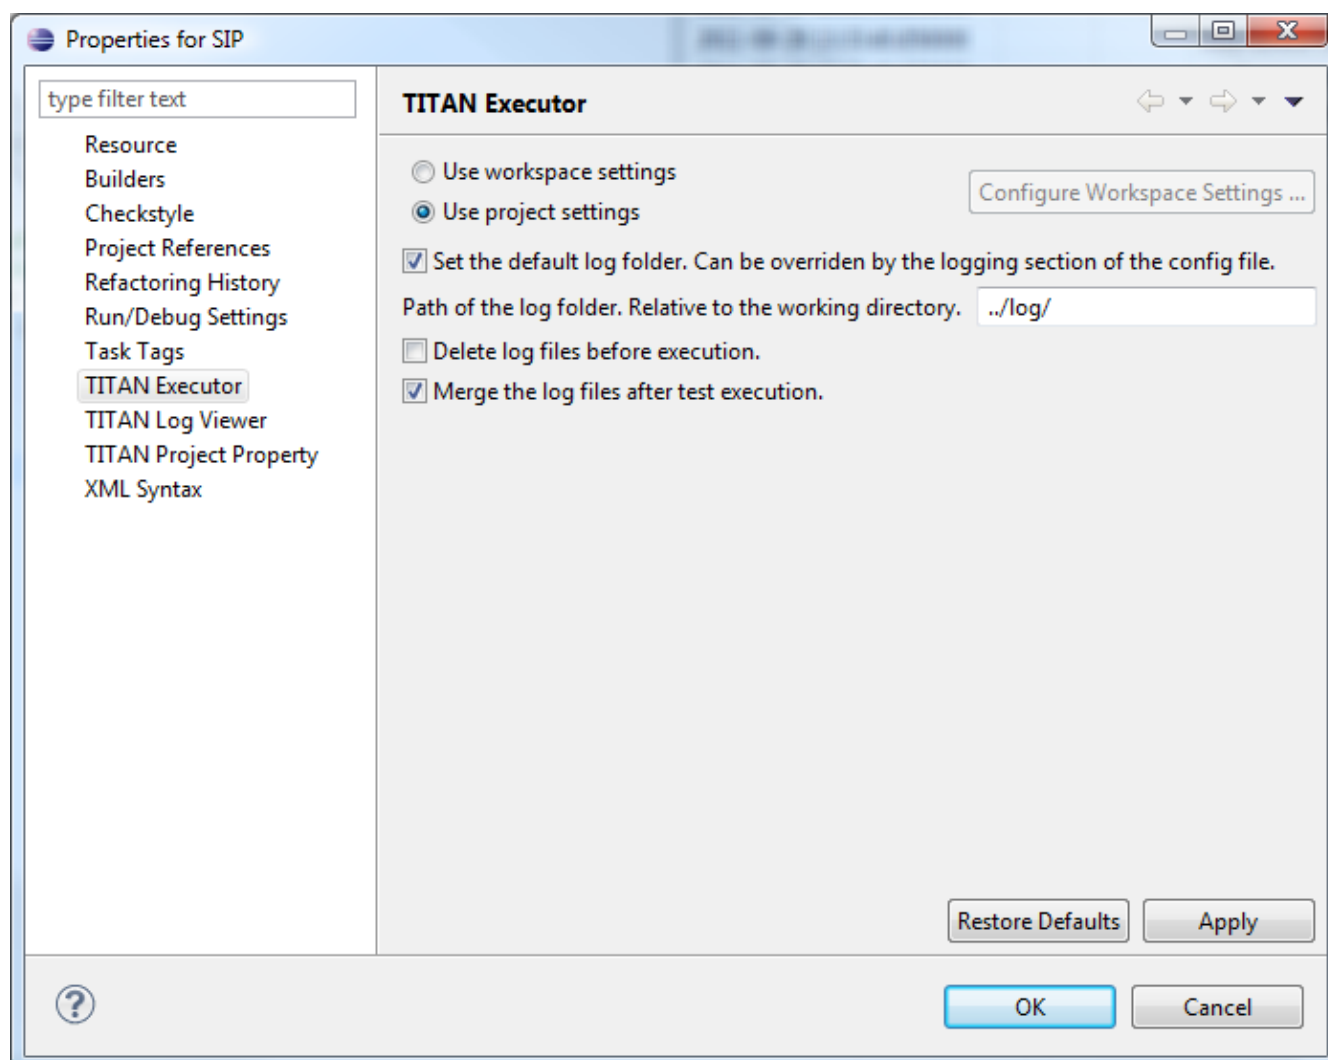 Properties for SIP
type filter text
Resource
Builders
Checkstyle
Project References
Refactoring History
Run/Debug Settings
Task Tags
TITAN Executor
TITAN Log Viewer
TITAN Project Property
XML Syntax
TITAN Executor
Use workspace settings
Configure Workspace Settings ...
Use project settings
Set the default log folder. Can be overriden by the logging section of the config file.
Path of the log folder. Relative to the working directory. ../log/
Delete log files before execution.
Merge the log files after test execution.
Restore Defaults
Apply
OK
Cancel